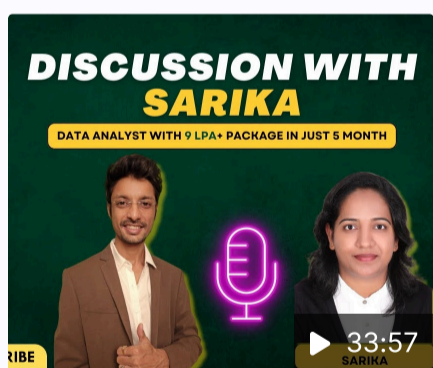 DISCUSSION WITH
SARIKA
DATA ANALYST WITH 9 LPA+ PACKAGE IN JUST 5 MONTH
RIBE
33:57
SARIKA